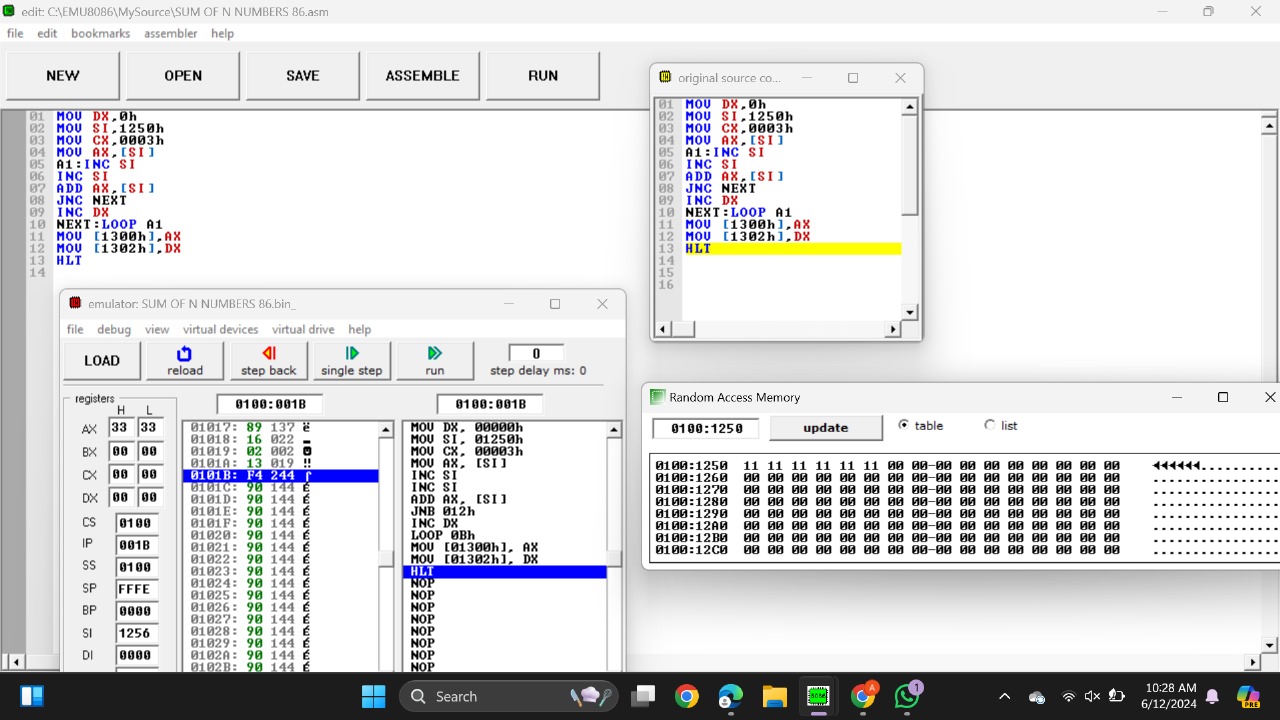 edit: C:\EMU8086\MySource\SUM OF N NUMBERS 86.asm
file edit bookmarks assembler help
NEW OPEN SAVE ASSEMBLE RUN
01 MOV DX,0h
02 MOV SI,1250h
03 MOV CX,0003h
04 MOV AX,[SI]
05 A1:INC SI
06 INC SI
07 ADD AX,[SI]
08 JNC NEXT
09 INC DX
10 NEXT:LOOP A1
11 MOV [1300h],AX
12 MOV [1302h],DX
13 HLT
14
original source co...
01 MOV DX,0h
02 MOV SI,1250h
03 MOV CX,0003h
04 MOV AX,[SI]
05 A1:INC SI
06 INC SI
07 ADD AX,[SI]
08 JNC NEXT
09 INC DX
10 NEXT:LOOP A1
11 MOV [1300h],AX
12 MOV [1302h],DX
13 HLT
14
15
16
emulator: SUM OF N NUMBERS 86.bin_
file debug view virtual devices virtual drive help
LOAD reload step back single step run 0 step delay ms: 0
registers
H L
AX 33 33
BX 00 00
CX 00 00
DX 00 00
CS 0100
IP 001B
SS 0100
SP FFFE
BP 0000
SI 1256
DI 0000
0100:001B
01017: 89 137 ë
01018: 16 022 ▬
01019: 02 002 ☻
0101A: 13 019 ‼
0101B: F4 244 ⌠
0101C: 90 144 É
0101D: 90 144 É
0101E: 90 144 É
0101F: 90 144 É
01020: 90 144 É
01021: 90 144 É
01022: 90 144 É
01023: 90 144 É
01024: 90 144 É
01025: 90 144 É
01026: 90 144 É
01027: 90 144 É
01028: 90 144 É
01029: 90 144 É
0102A: 90 144 É
0102B: 90 144 É
0100:001B
MOV DX, 00000h
MOV SI, 01250h
MOV CX, 00003h
MOV AX, [SI]
INC SI
INC SI
ADD AX, [SI]
JNB 012h
INC DX
LOOP 0Bh
MOV [01300h], AX
MOV [01302h], DX
HLT
NOP
NOP
NOP
NOP
NOP
NOP
NOP
NOP
Random Access Memory
0100:1250 update table list
0100:1250 11 11 11 11 11 11 00 00-00 00 00 00 00 00 00 00 ◄◄◄◄◄◄..........
0100:1260 00 00 00 00 00 00 00 00-00 00 00 00 00 00 00 00 ................
0100:1270 00 00 00 00 00 00 00 00-00 00 00 00 00 00 00 00 ................
0100:1280 00 00 00 00 00 00 00 00-00 00 00 00 00 00 00 00 ................
0100:1290 00 00 00 00 00 00 00 00-00 00 00 00 00 00 00 00 ................
0100:12A0 00 00 00 00 00 00 00 00-00 00 00 00 00 00 00 00 ................
0100:12B0 00 00 00 00 00 00 00 00-00 00 00 00 00 00 00 00 ................
0100:12C0 00 00 00 00 00 00 00 00-00 00 00 00 00 00 00 00 ................
Search
8086
A
1
10:28 AM
6/12/2024
PRE